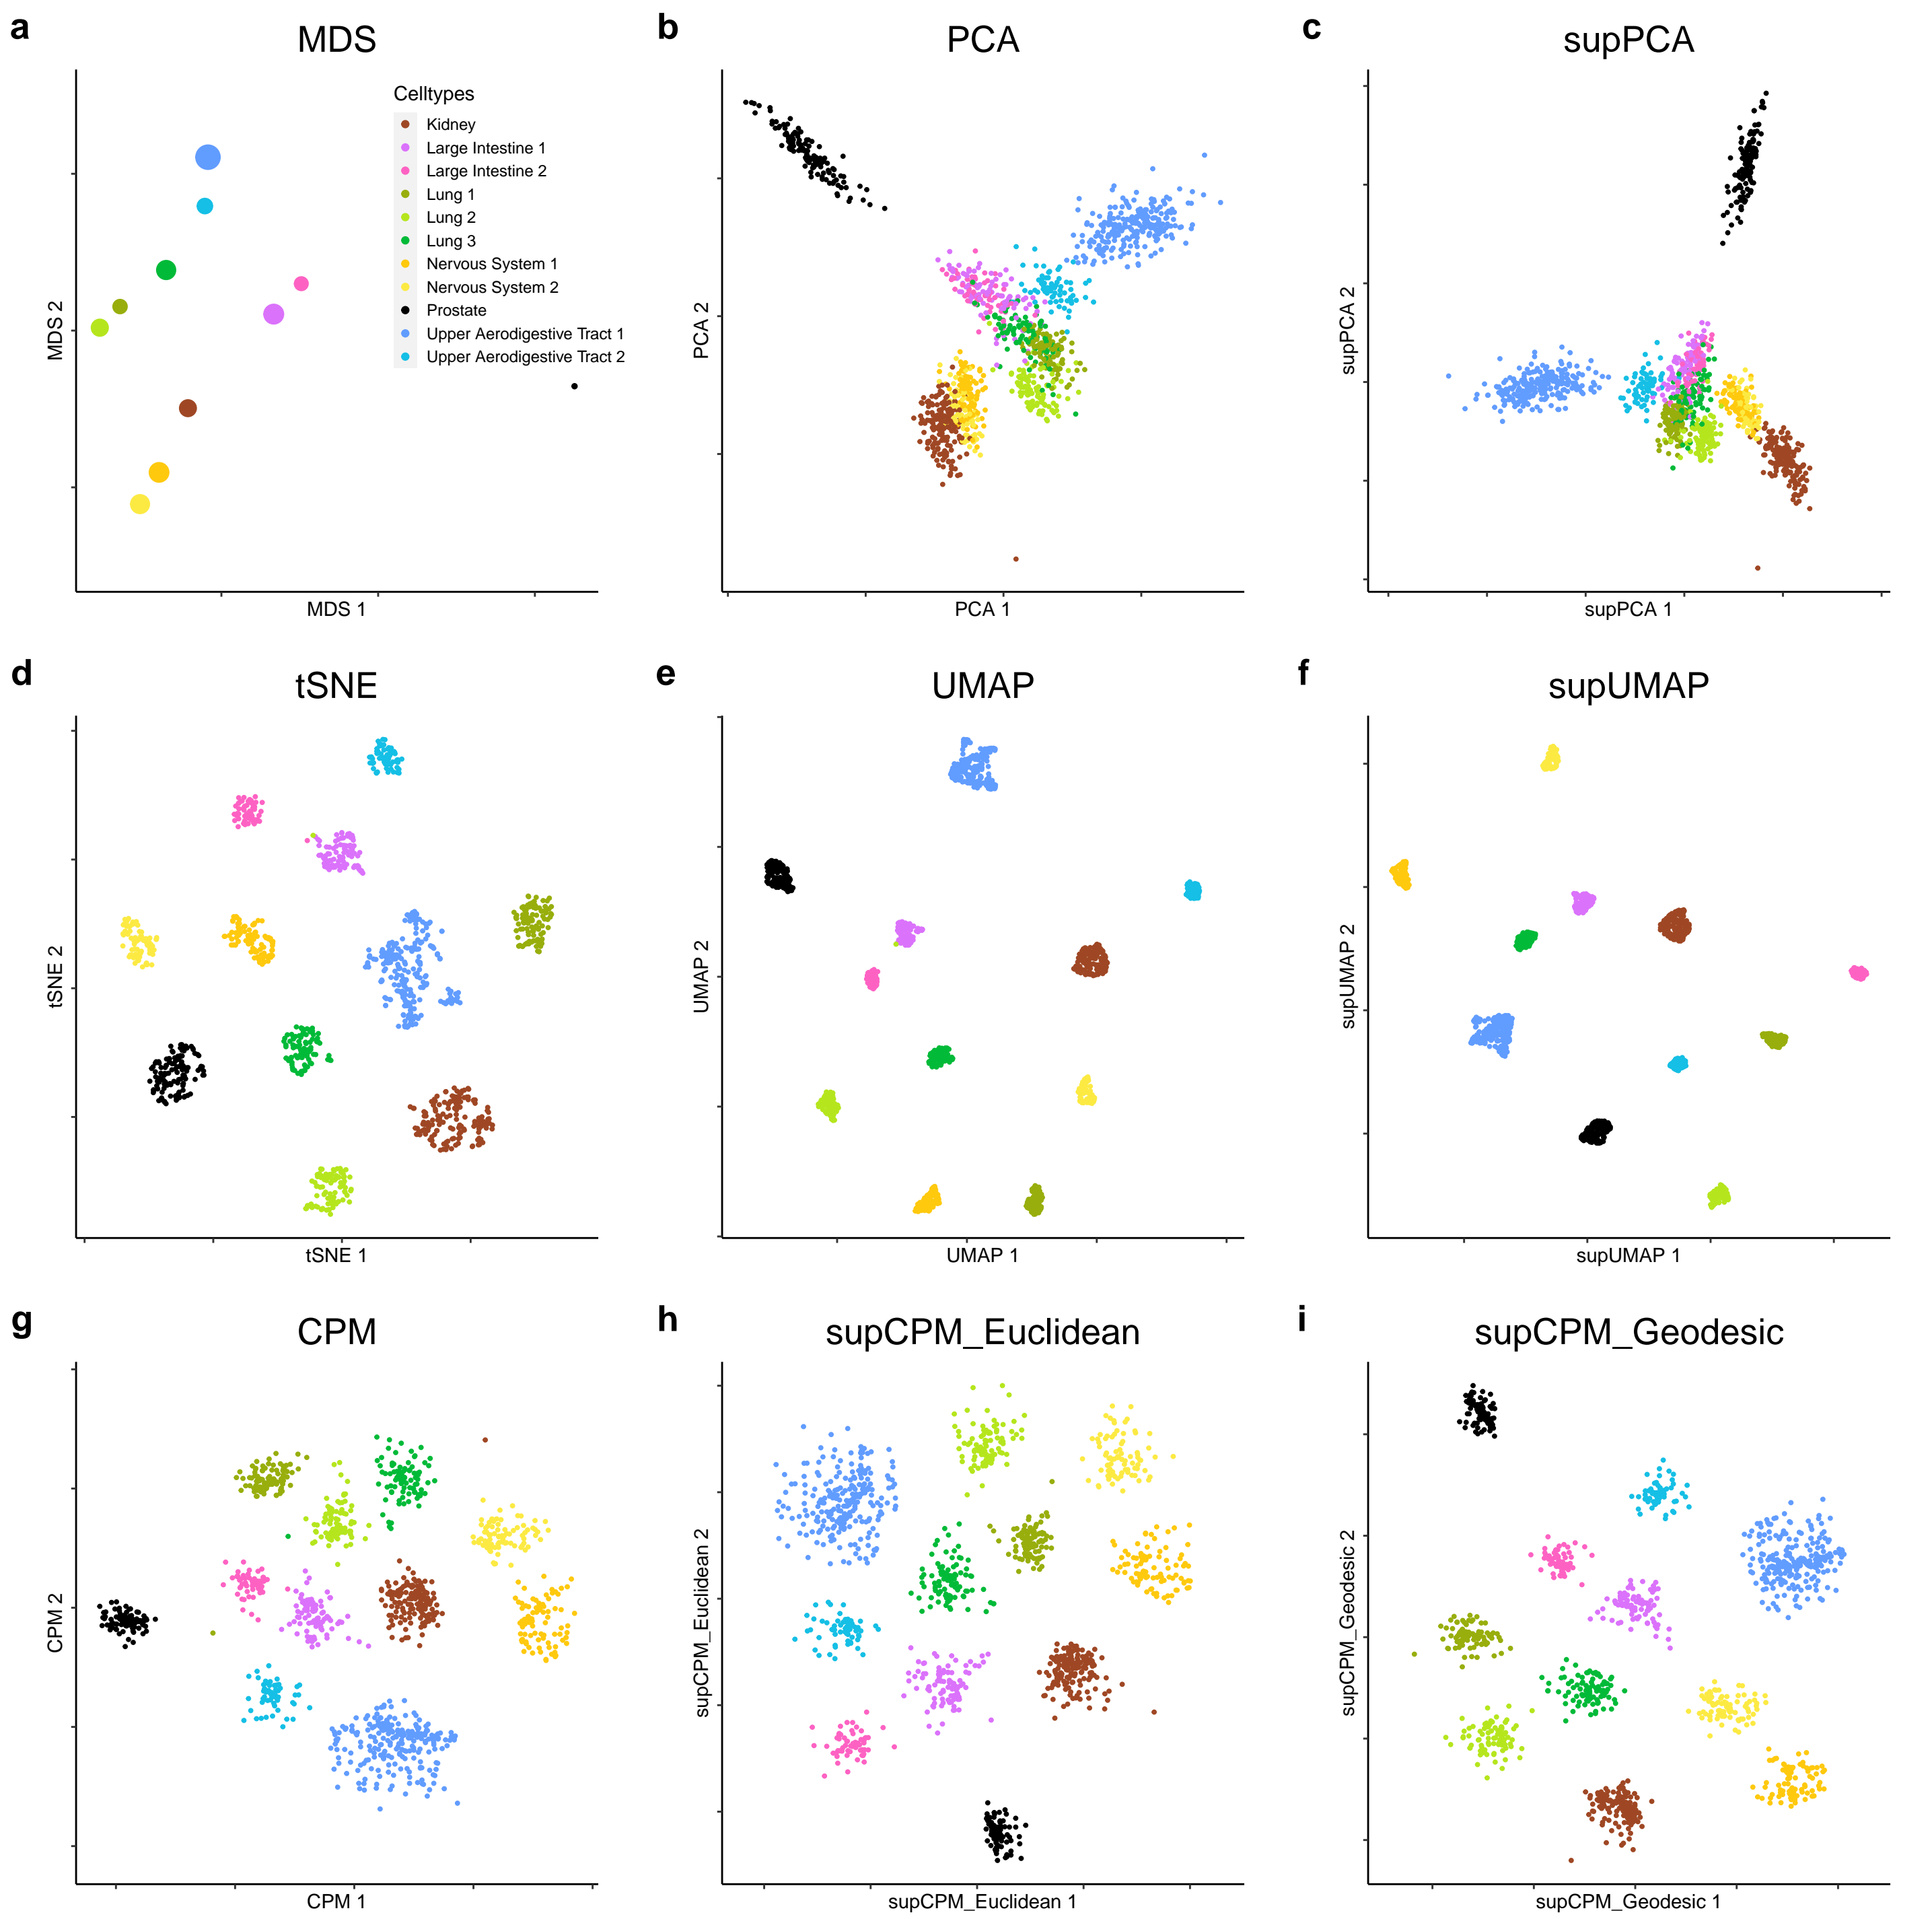 a
MDS
Celltypes
Kidney
Large Intestine 1
Large Intestine 2
Lung 1
Lung 2
Lung 3
Nervous System 1
Nervous System 2
Prostate
Upper Aerodigestive Tract 1
Upper Aerodigestive Tract 2
MDS 2
MDS 1
b
PCA
PCA 2
PCA 1
c
supPCA
supPCA 2
supPCA 1
d
tSNE
tSNE 2
tSNE 1
e
UMAP
UMAP 2
UMAP 1
f
supUMAP
supUMAP 2
supUMAP 1
g
CPM
CPM 2
CPM 1
h
supCPM_Euclidean
supCPM_Euclidean 2
supCPM_Euclidean 1
i
supCPM_Geodesic
supCPM_Geodesic 2
supCPM_Geodesic 1